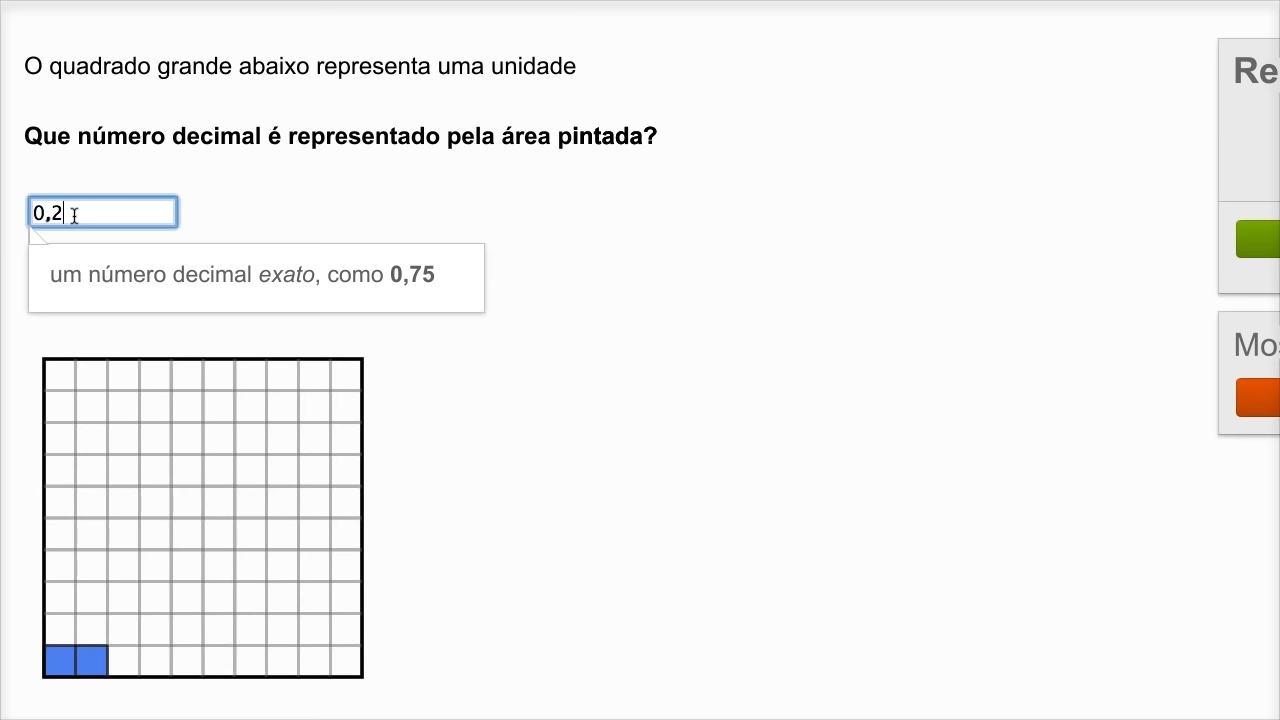 O quadrado grande abaixo representa uma unidade
Que número decimal é representado pela área pintada?
0,2
um número decimal exato, como 0,75
Re
Mo